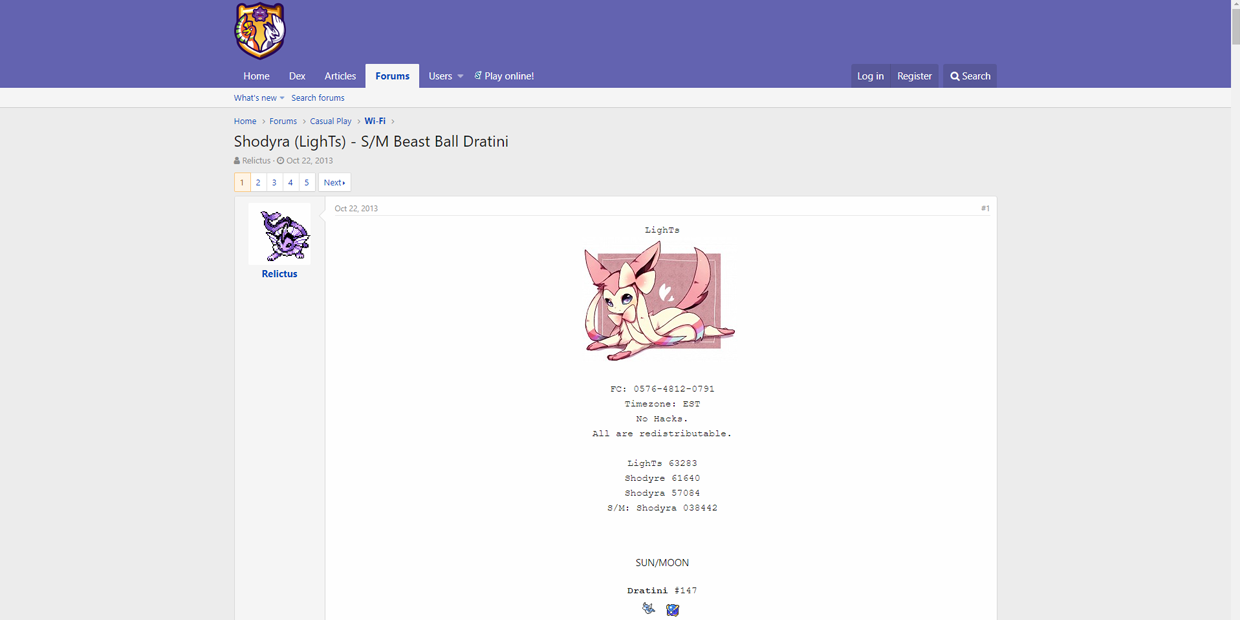 Home Dex Articles Forums Users Play online! Log in Register Search
What's new Search forums
Home Forums Casual Play Wi-Fi
Shodyra (LighTs) - S/M Beast Ball Dratini
Relictus · Oct 22, 2013
1 2 3 4 5 Next
Oct 22, 2013 #1
Relictus
LighTs
FC: 0576-4812-0791
Timezone: EST
No Hacks.
All are redistributable.
LighTs 63283
Shodyre 61640
Shodyra 57084
S/M: Shodyra 038442
SUN/MOON
Dratini #147